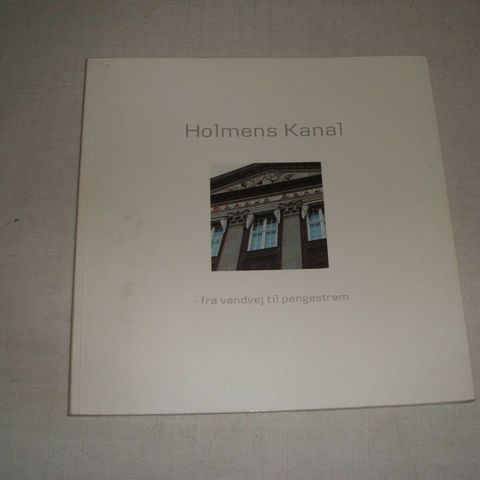 Holmens Kanal
- fra vandvej til pengestrøm